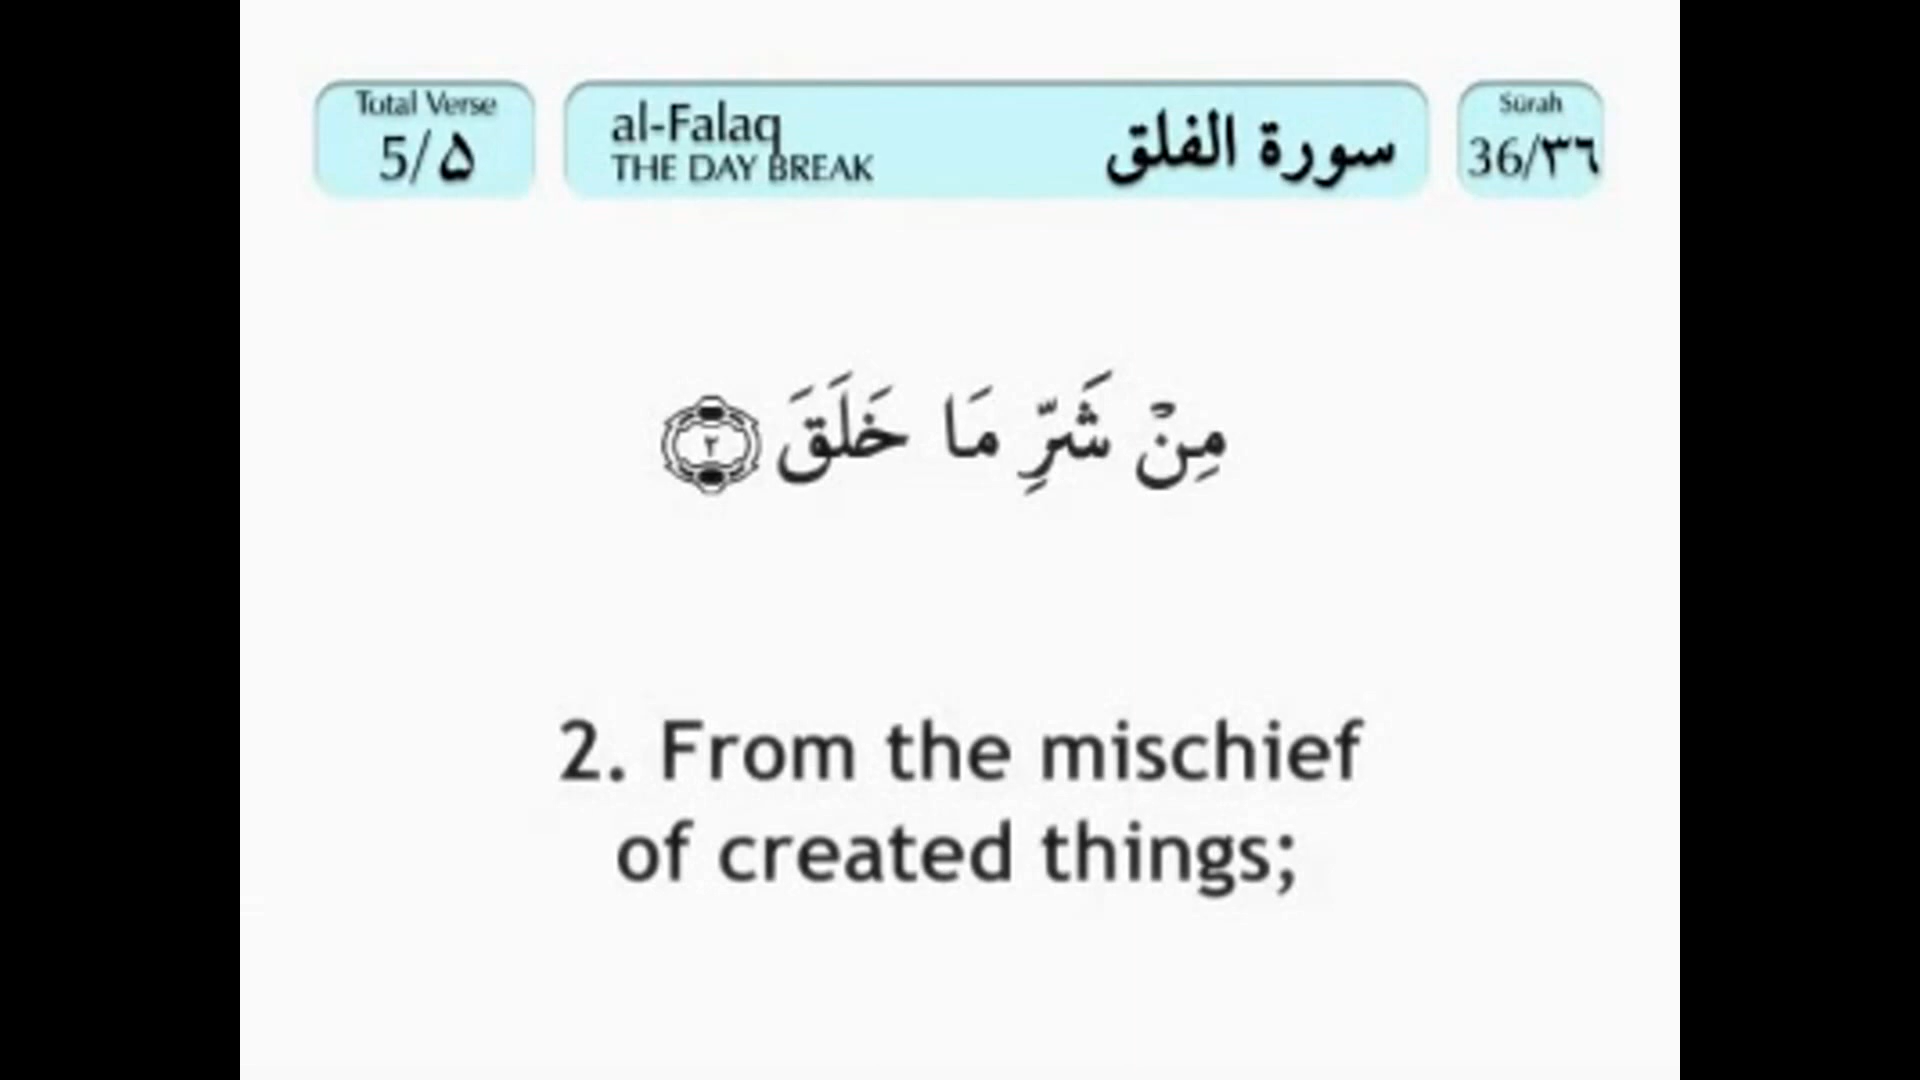 Total Verse
5/۵
al-Falaq
THE DAY BREAK
سورة الفلق
Sūrah
36/٣٦
مِنْ شَرِّ مَا خَلَقَ ٢
2. From the mischief
of created things;